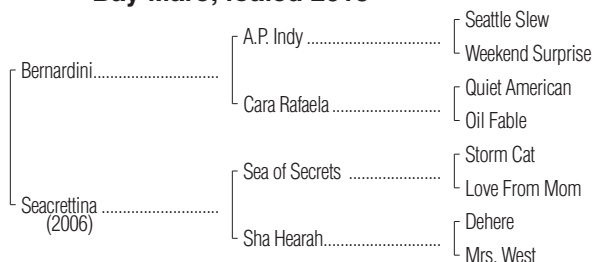 Bay Mare; foaled
Seattle Slew
A.P. Indy
Weekend Surprise
Bernardini
Quiet American
Cara Rafaela
Oil Fable
Storm Cat
Sea of Secrets
Love From Mom
Seacrettina
(2006)
Dehere
Sha Hearah
Mrs. West